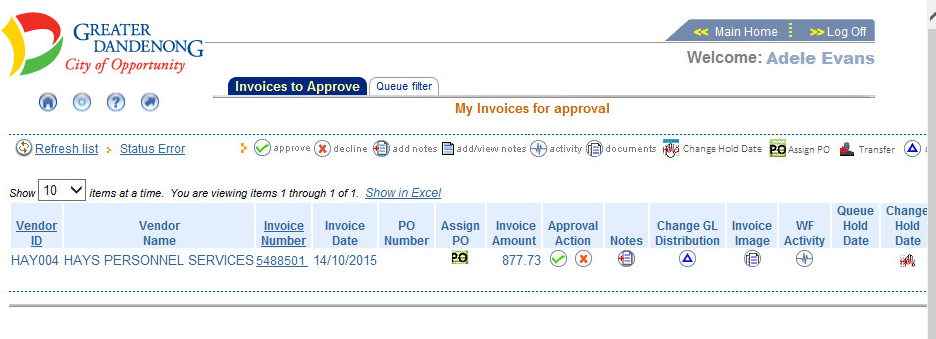 GREATER
DANDENONG
City of Opportunity
<< Main Home >> Log Off
Welcome: Adele Evans
Invoices to Approve Queue filter
My Invoices for approval
Refresh list Status Error approve decline add notes add/view notes activity documents Change Hold Date PO Assign PO Transfer
Show 10 items at a time. You are viewing items 1 through 1 of 1. Show in Excel
Vendor ID Vendor Name Invoice Number Invoice Date PO Number Assign PO Invoice Amount Approval Action Notes Change GL Distribution Invoice Image WF Activity Queue Hold Date Change Hold Date
HAY004 HAYS PERSONNEL SERVICES 5488501 14/10/2015 PO 877.73